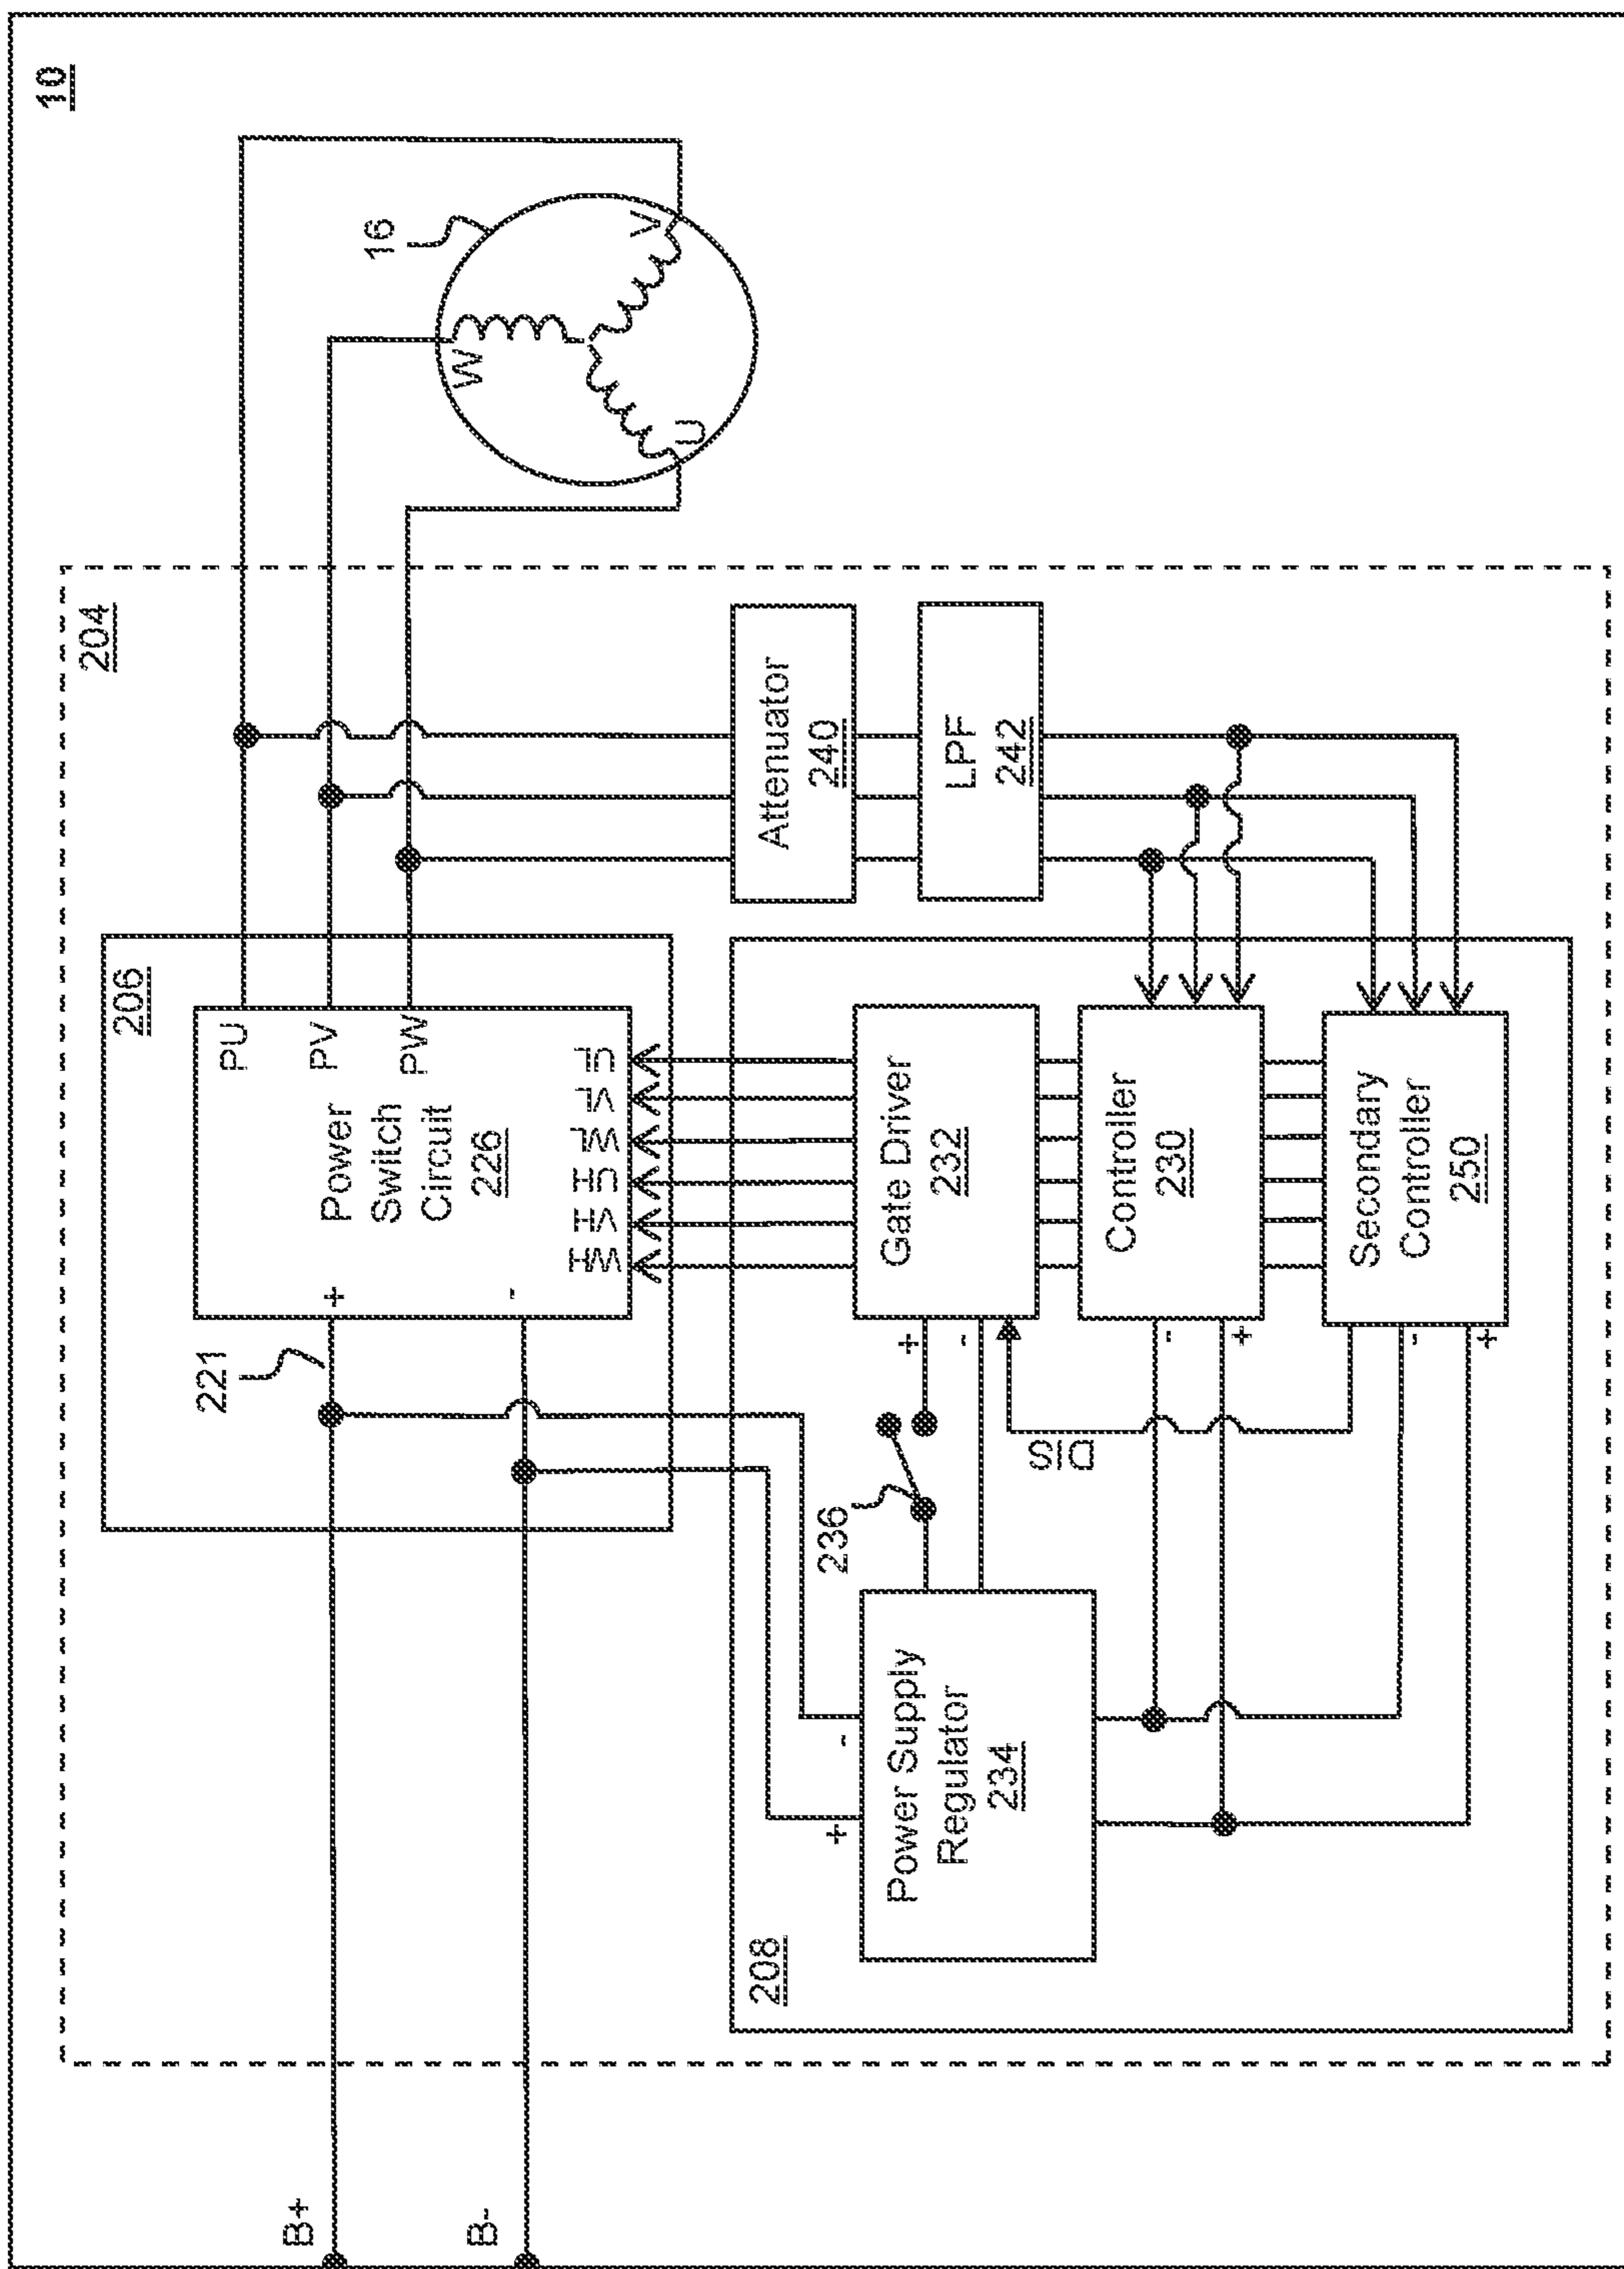 10
204
206
PU
PV
PW
Power
Switch
Circuit
226
+
-
UL
VL
WL
UH
VH
WH
221
B+
B-
16
W
V
U
Attenuator
240
LPF
242
208
Gate Driver
232
+
-
Controller
230
-
+
Secondary
Controller
250
-
+
DIS
236
Power Supply
Regulator
234
-
+